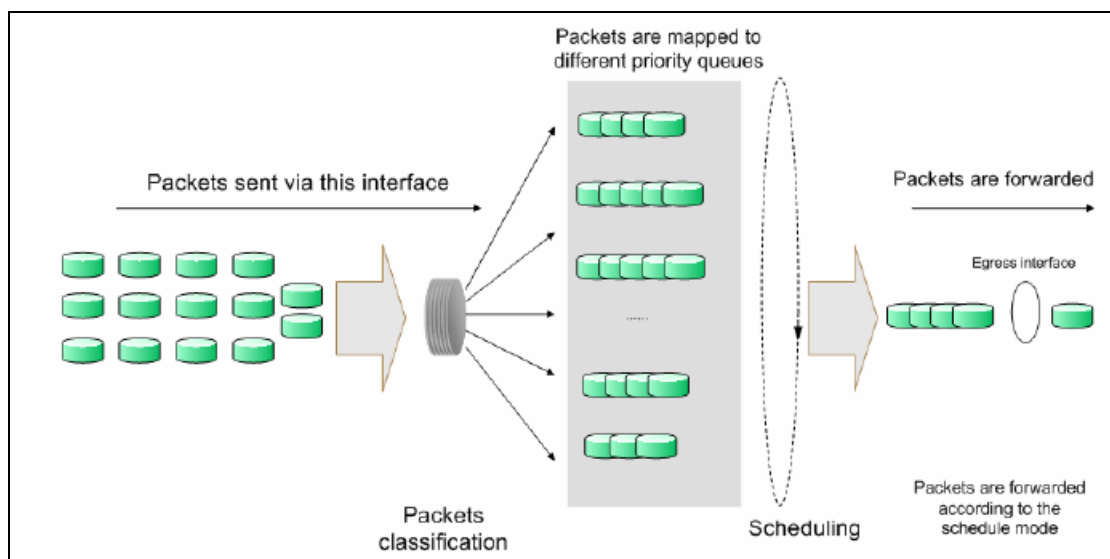 Packets are mapped to
different priority queues
Packets sent via this interface
Packets are forwarded
Egress interface
......
Packets
classification
Scheduling
Packets are forwarded
according to the
schedule mode